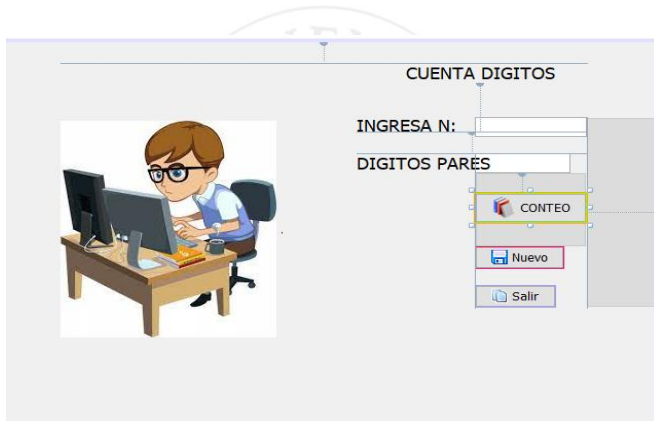 CUENTA DIGITOS
INGRESA N:
DIGITOS PARES
CONTEO
Nuevo
Salir